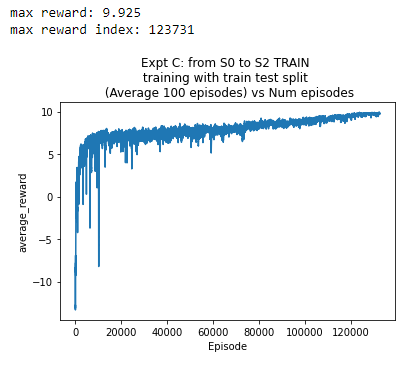 max reward: 9.925
max reward index: 123731
Expt C: from S0 to S2 TRAIN
training with train test split
(Average 100 episodes) vs Num episodes
10
5
0
−5
−10
average_reward
0 20000 40000 60000 80000 100000 120000
Episode